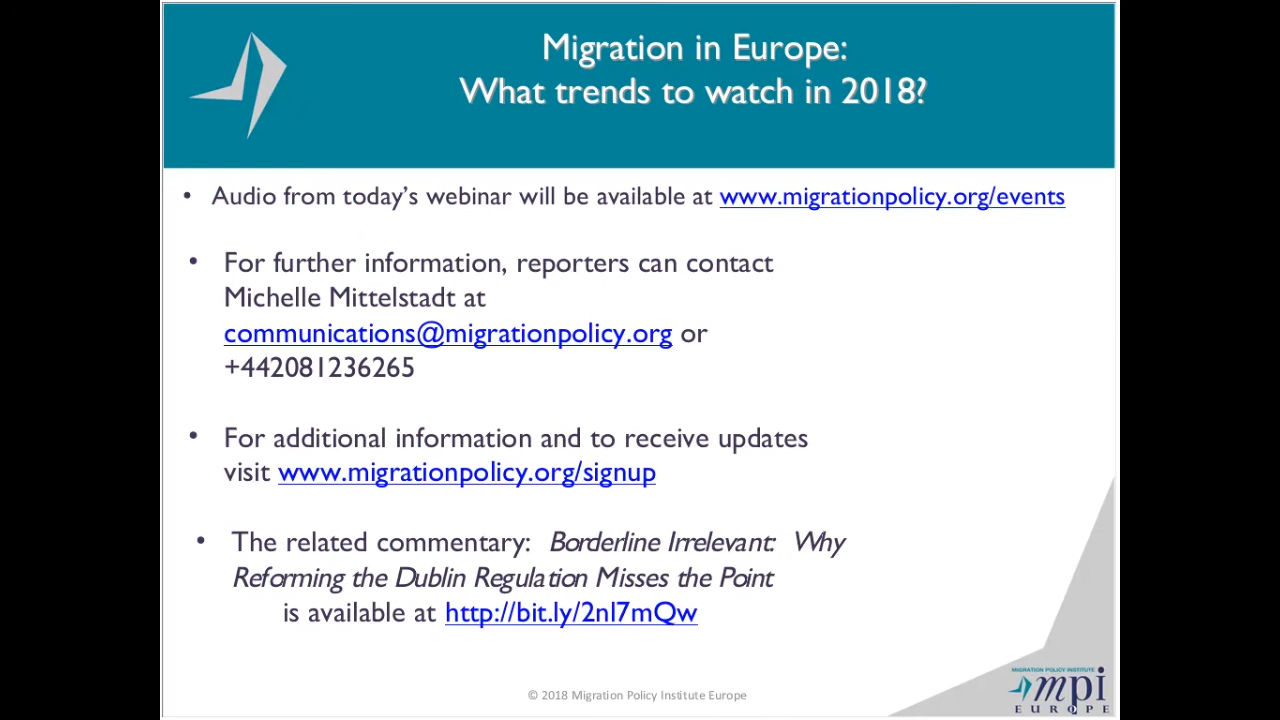 Migration in Europe:
What trends to watch in 2018?
• Audio from today's webinar will be available at www.migrationpolicy.org/events
• For further information, reporters can contact
Michelle Mittelstadt at
communications@migrationpolicy.org or
+442081236265
• For additional information and to receive updates
visit www.migrationpolicy.org/signup
• The related commentary: Borderline Irrelevant: Why
Reforming the Dublin Regulation Misses the Point
is available at http://bit.ly/2nl7mQw
© 2018 Migration Policy Institute Europe
MIGRATION POLICY INSTITUTE
mpi
EUROPE